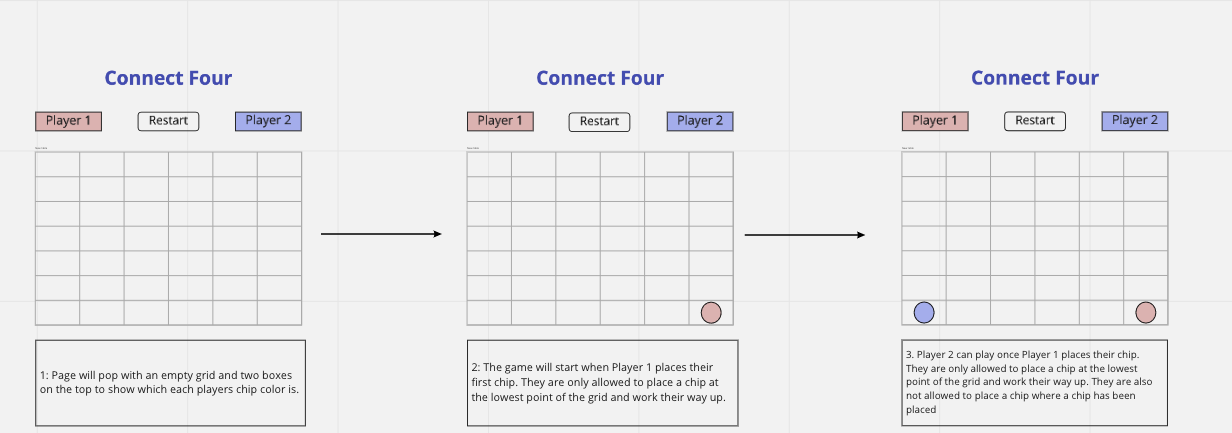 Connect Four
Player 1
Restart
Player 2
1: Page will pop with an empty grid and two boxes
on the top to show which each players chip color is.
Connect Four
Player 1
Restart
Player 2
2: The game will start when Player 1 places their
first chip. They are only allowed to place a chip at
the lowest point of the grid and work their way up.
Connect Four
Player 1
Restart
Player 2
3. Player 2 can play once Player 1 places their chip.
They are only allowed to place a chip at the lowest
point of the grid and work their way up. They are also
not allowed to place a chip where a chip has been
placed